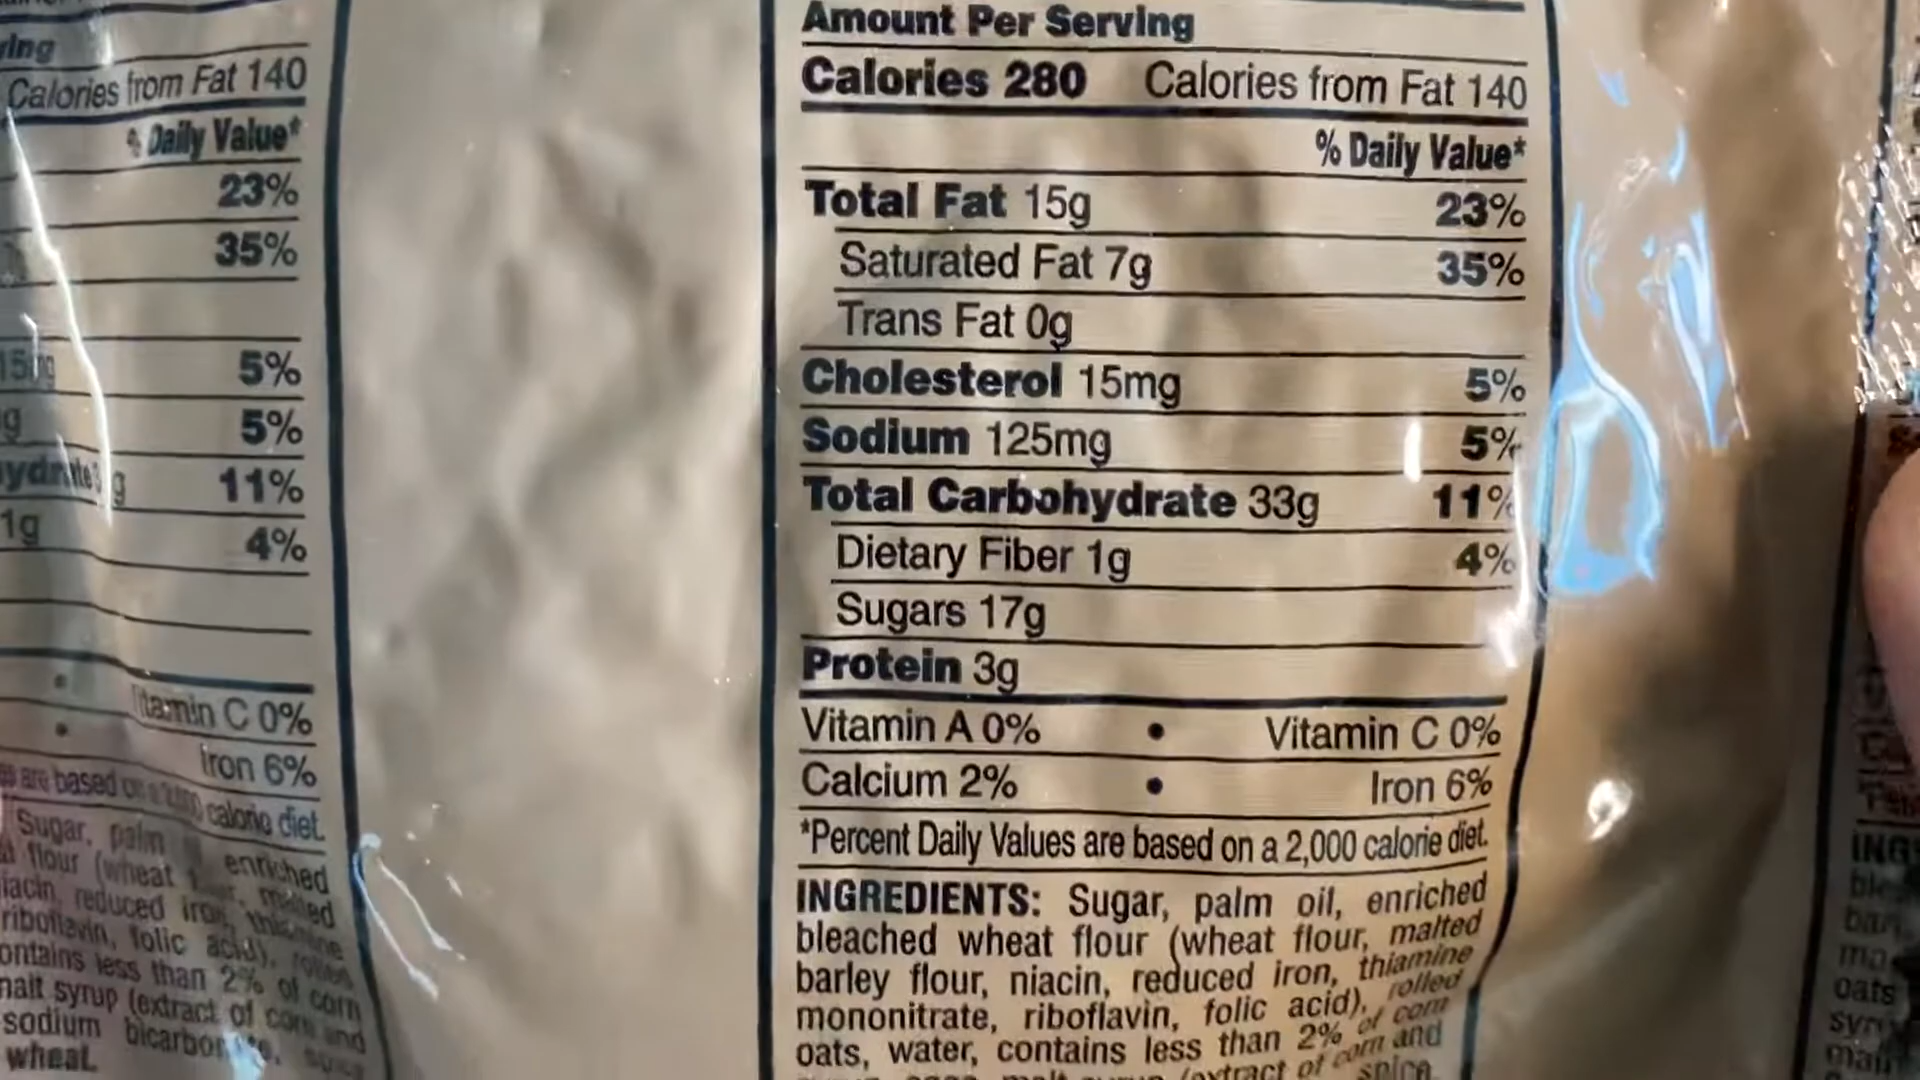 ring
Calories from Fat 140
% Daily Value*
23%
35%
15mg 5%
g 5%
11%
1g 4%
Vitamin C 0%
Iron 6%
are based on a 2,000 calorie diet.
Sugar, palm enriched
flour (wheat malted
niacin, reduced iron, thiamine
riboflavin, folic acid), rolled
contains less than 2% of corn
malt syrup (extract of corn and
sodium bicarbonate,
wheat.
Amount Per Serving
Calories 280 Calories from Fat 140
% Daily Value*
Total Fat 15g 23%
Saturated Fat 7g 35%
Trans Fat 0g
Cholesterol 15mg 5%
Sodium 125mg 5%
Total Carbohydrate 33g 11%
Dietary Fiber 1g 4%
Sugars 17g
Protein 3g
Vitamin A 0% • Vitamin C 0%
Calcium 2% • Iron 6%
*Percent Daily Values are based on a 2,000 calorie diet.
INGREDIENTS: Sugar, palm oil, enriched
bleached wheat flour (wheat flour, malted
barley flour, niacin, reduced iron, thiamine
mononitrate, riboflavin, folic acid), rolled
oats, water, contains less than 2% of corn
malt syrup (extract of corn and
spice
oats